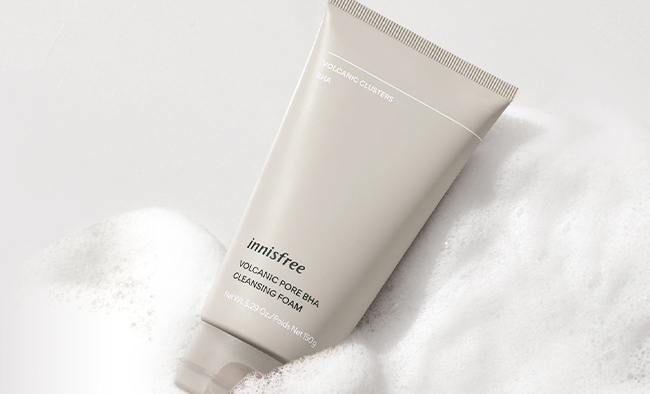 VOLCANIC CLUSTERS
BHA
innisfree
VOLCANIC PORE BHA
CLEANSING FOAM
Net Wt. 5.29 Oz./Poids Net 150g